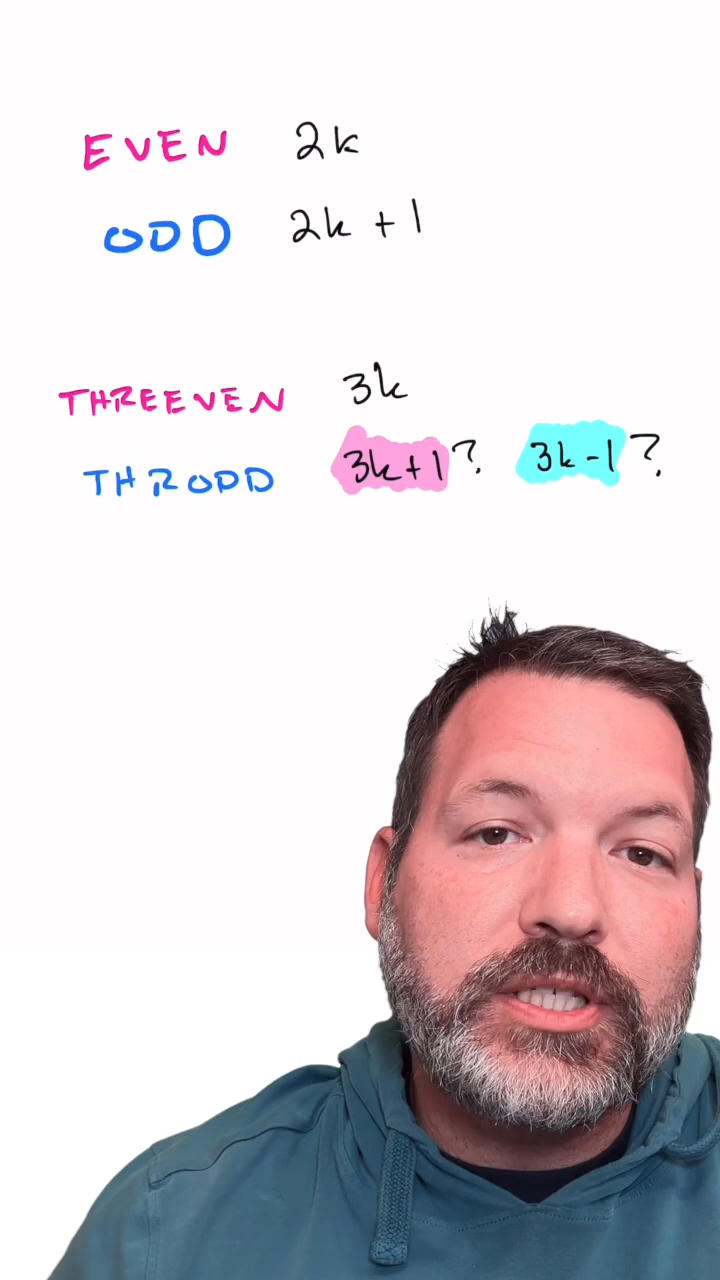 EVEN 2k
ODD 2k + 1
THREEVEN 3k
THRODD 3k+1? 3k-1?